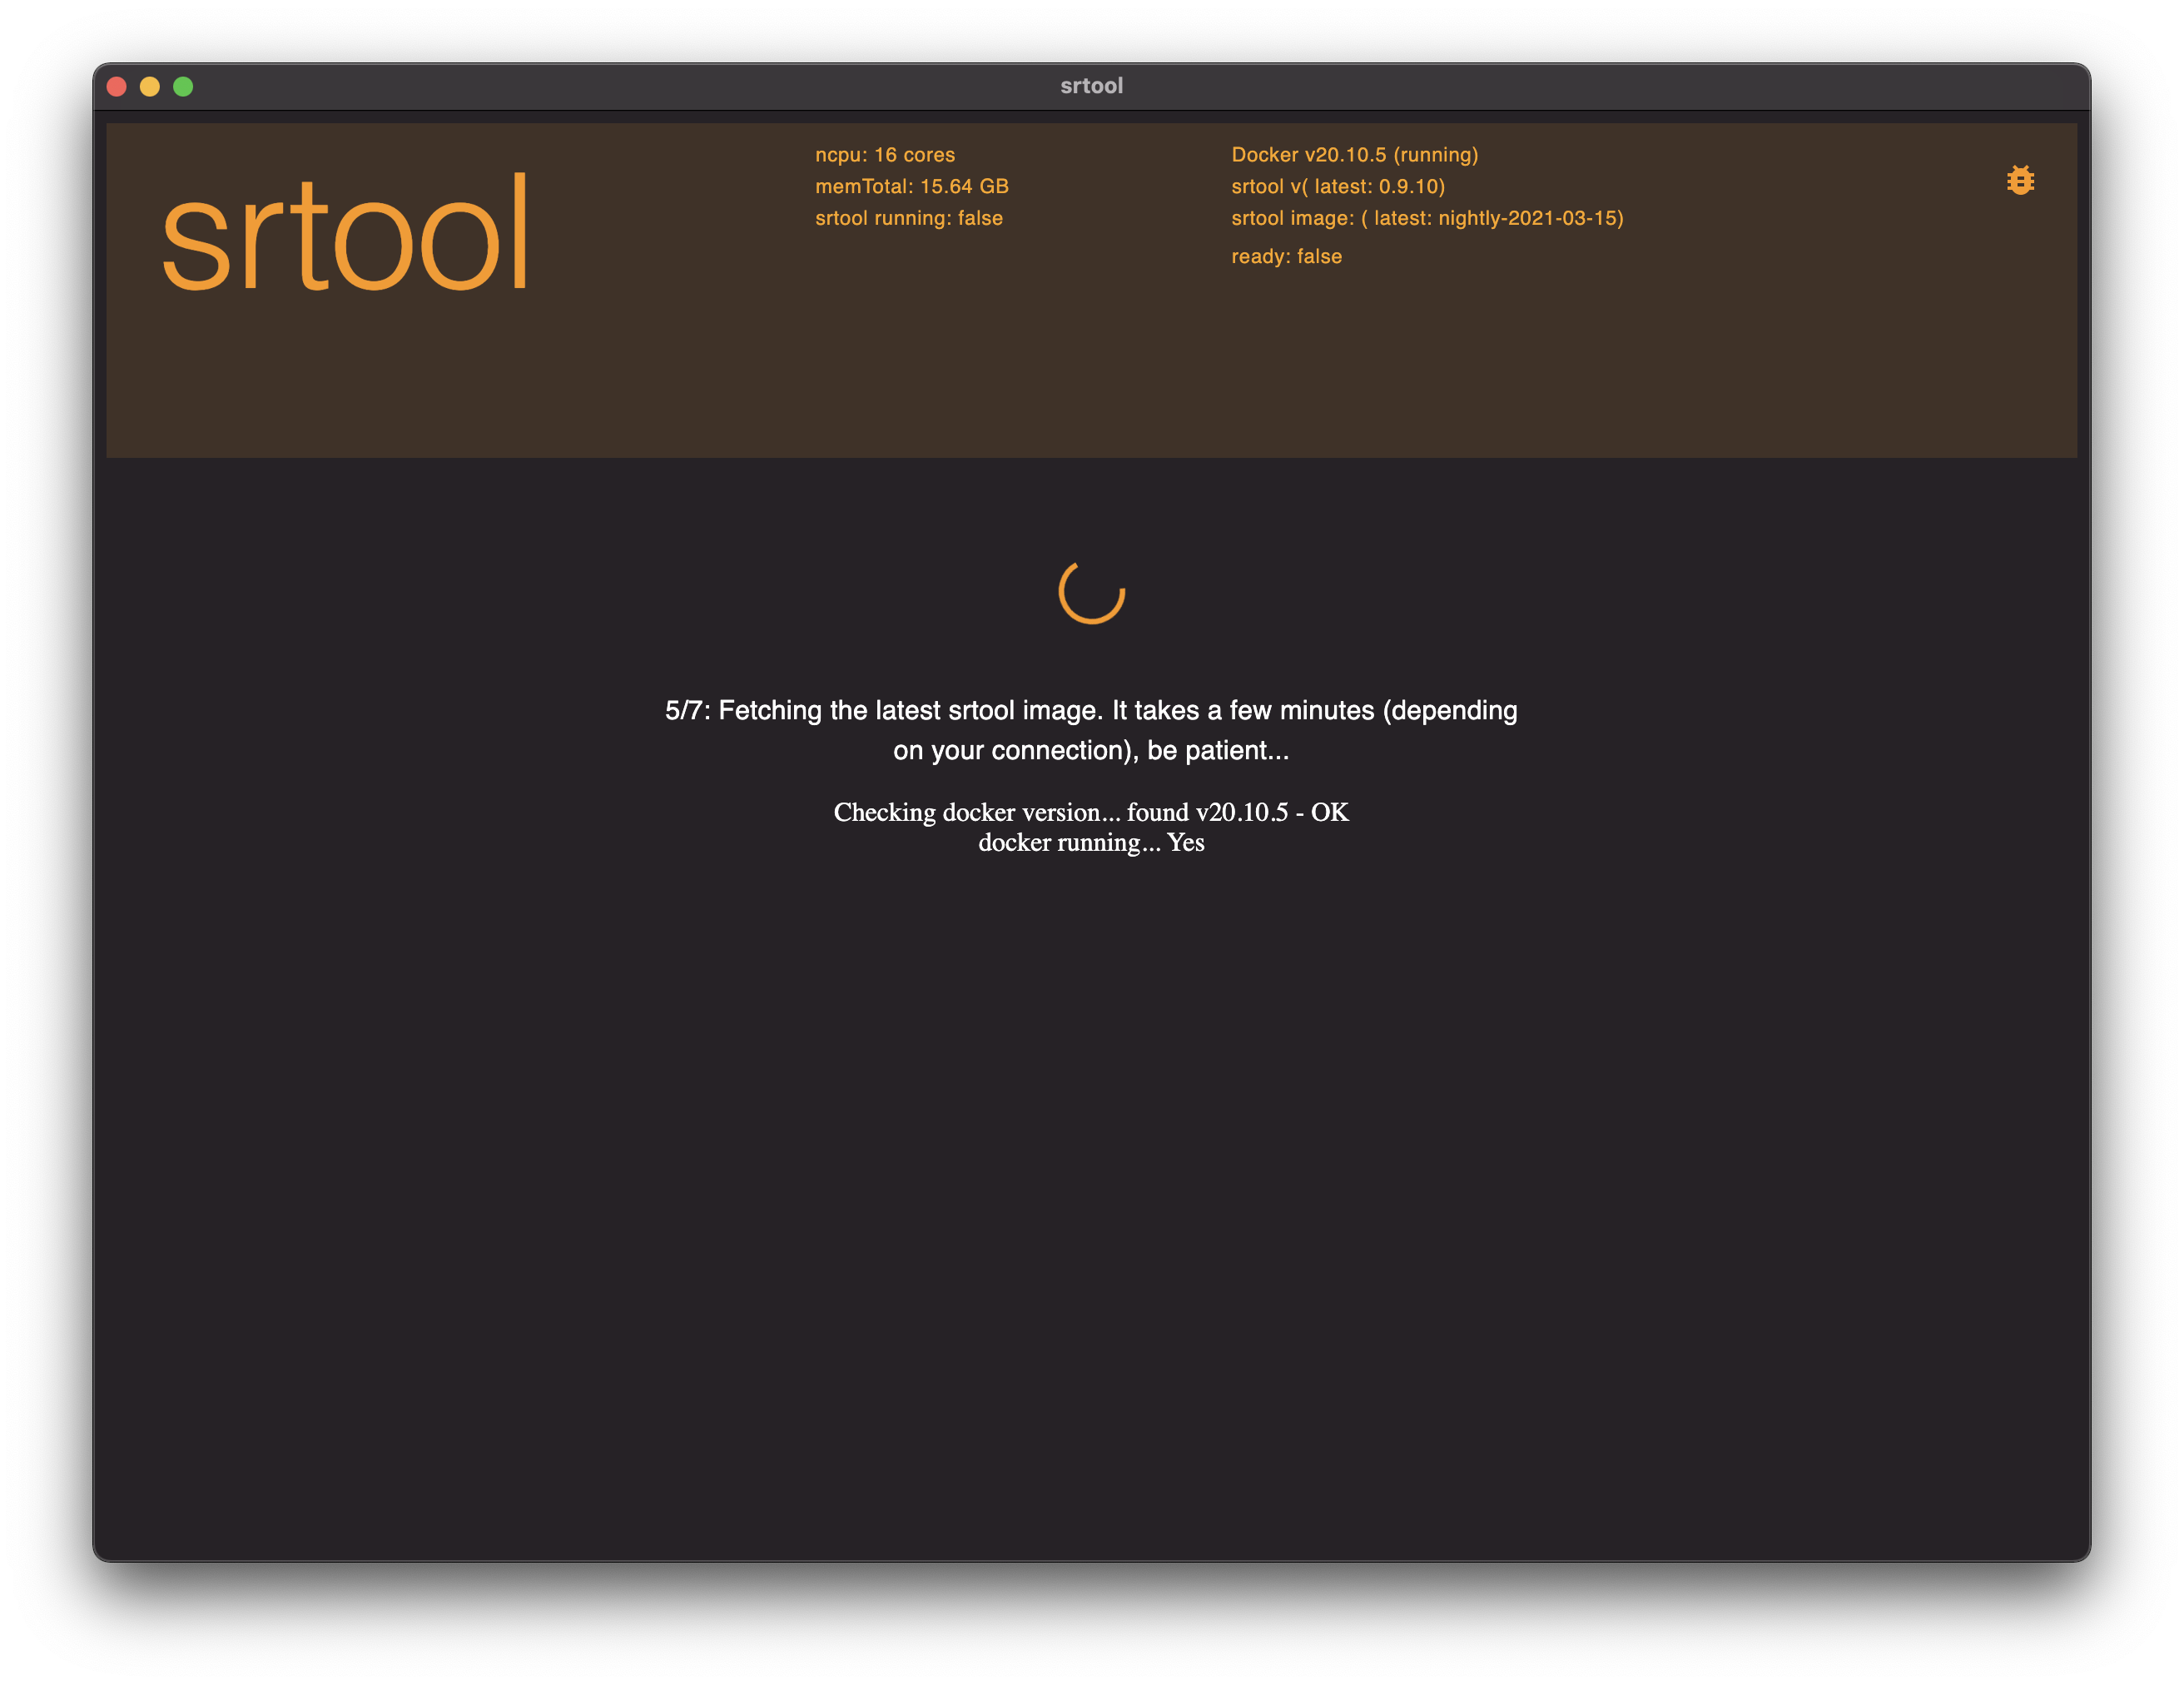 srtool
srtool
ncpu: 16 cores
memTotal: 15.64 GB
srtool running: false
Docker v20.10.5 (running)
srtool v( latest: 0.9.10)
srtool image: ( latest: nightly-2021-03-15)
ready: false
5/7: Fetching the latest srtool image. It takes a few minutes (depending
on your connection), be patient...
Checking docker version... found v20.10.5 - OK
docker running... Yes